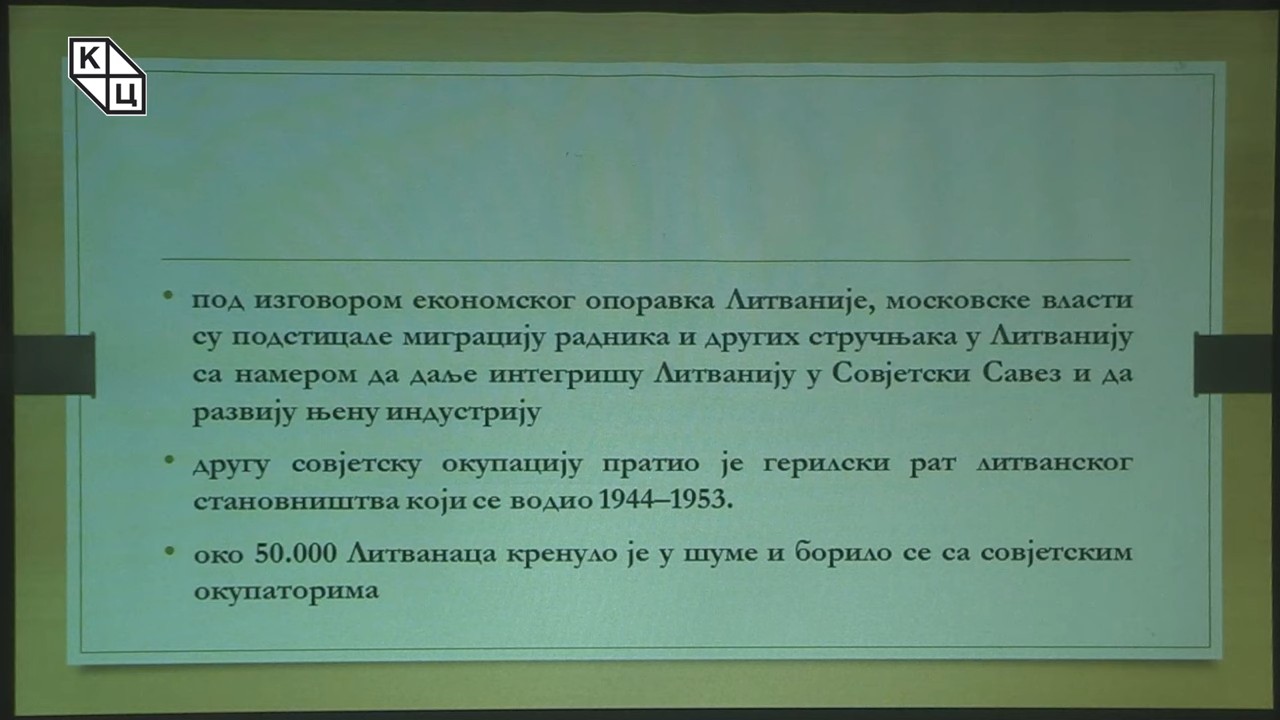 К
Ц
под изговором економског опоравка Литваније, московске власти
су подстицале миграцију радника и других стручњака у Литванију
са намером да даље интегришу Литванију у Совјетски Савез и да
развију њену индустрију
другу совјетску окупацију пратио је герилски рат литванског
становништва који се водио 1944–1953.
око 50.000 Литванаца кренуло је у шуме и борило се са совјетским
окупаторима